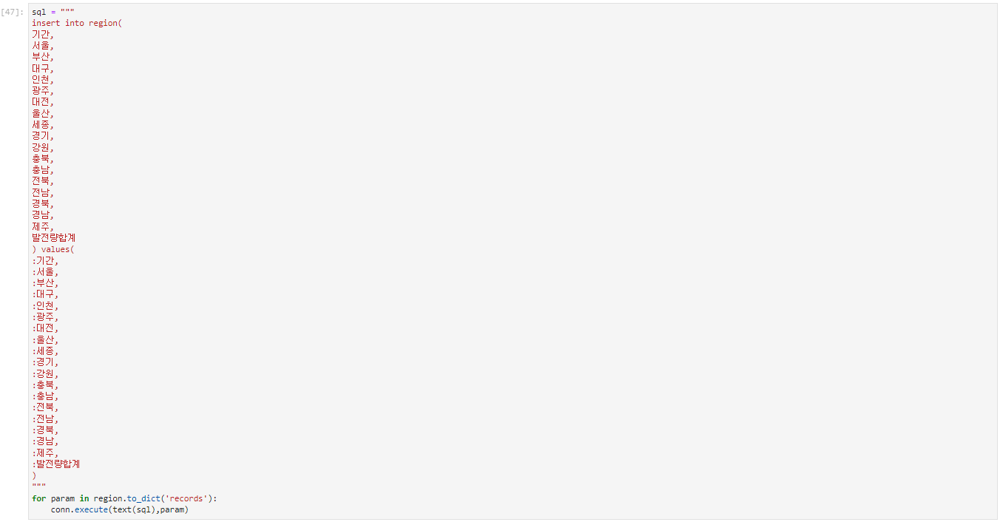 [47]: sql = """
insert into region(
기간,
서울,
부산,
대구,
인천,
광주,
대전,
울산,
세종,
경기,
강원,
충북,
충남,
전북,
전남,
경북,
경남,
제주,
발전량합계
) values(
:기간,
:서울,
:부산,
:대구,
:인천,
:광주,
:대전,
:울산,
:세종,
:경기,
:강원,
:충북,
:충남,
:전북,
:전남,
:경북,
:경남,
:제주,
:발전량합계
)
"""
for param in region.to_dict('records'):
    conn.execute(text(sql),param)